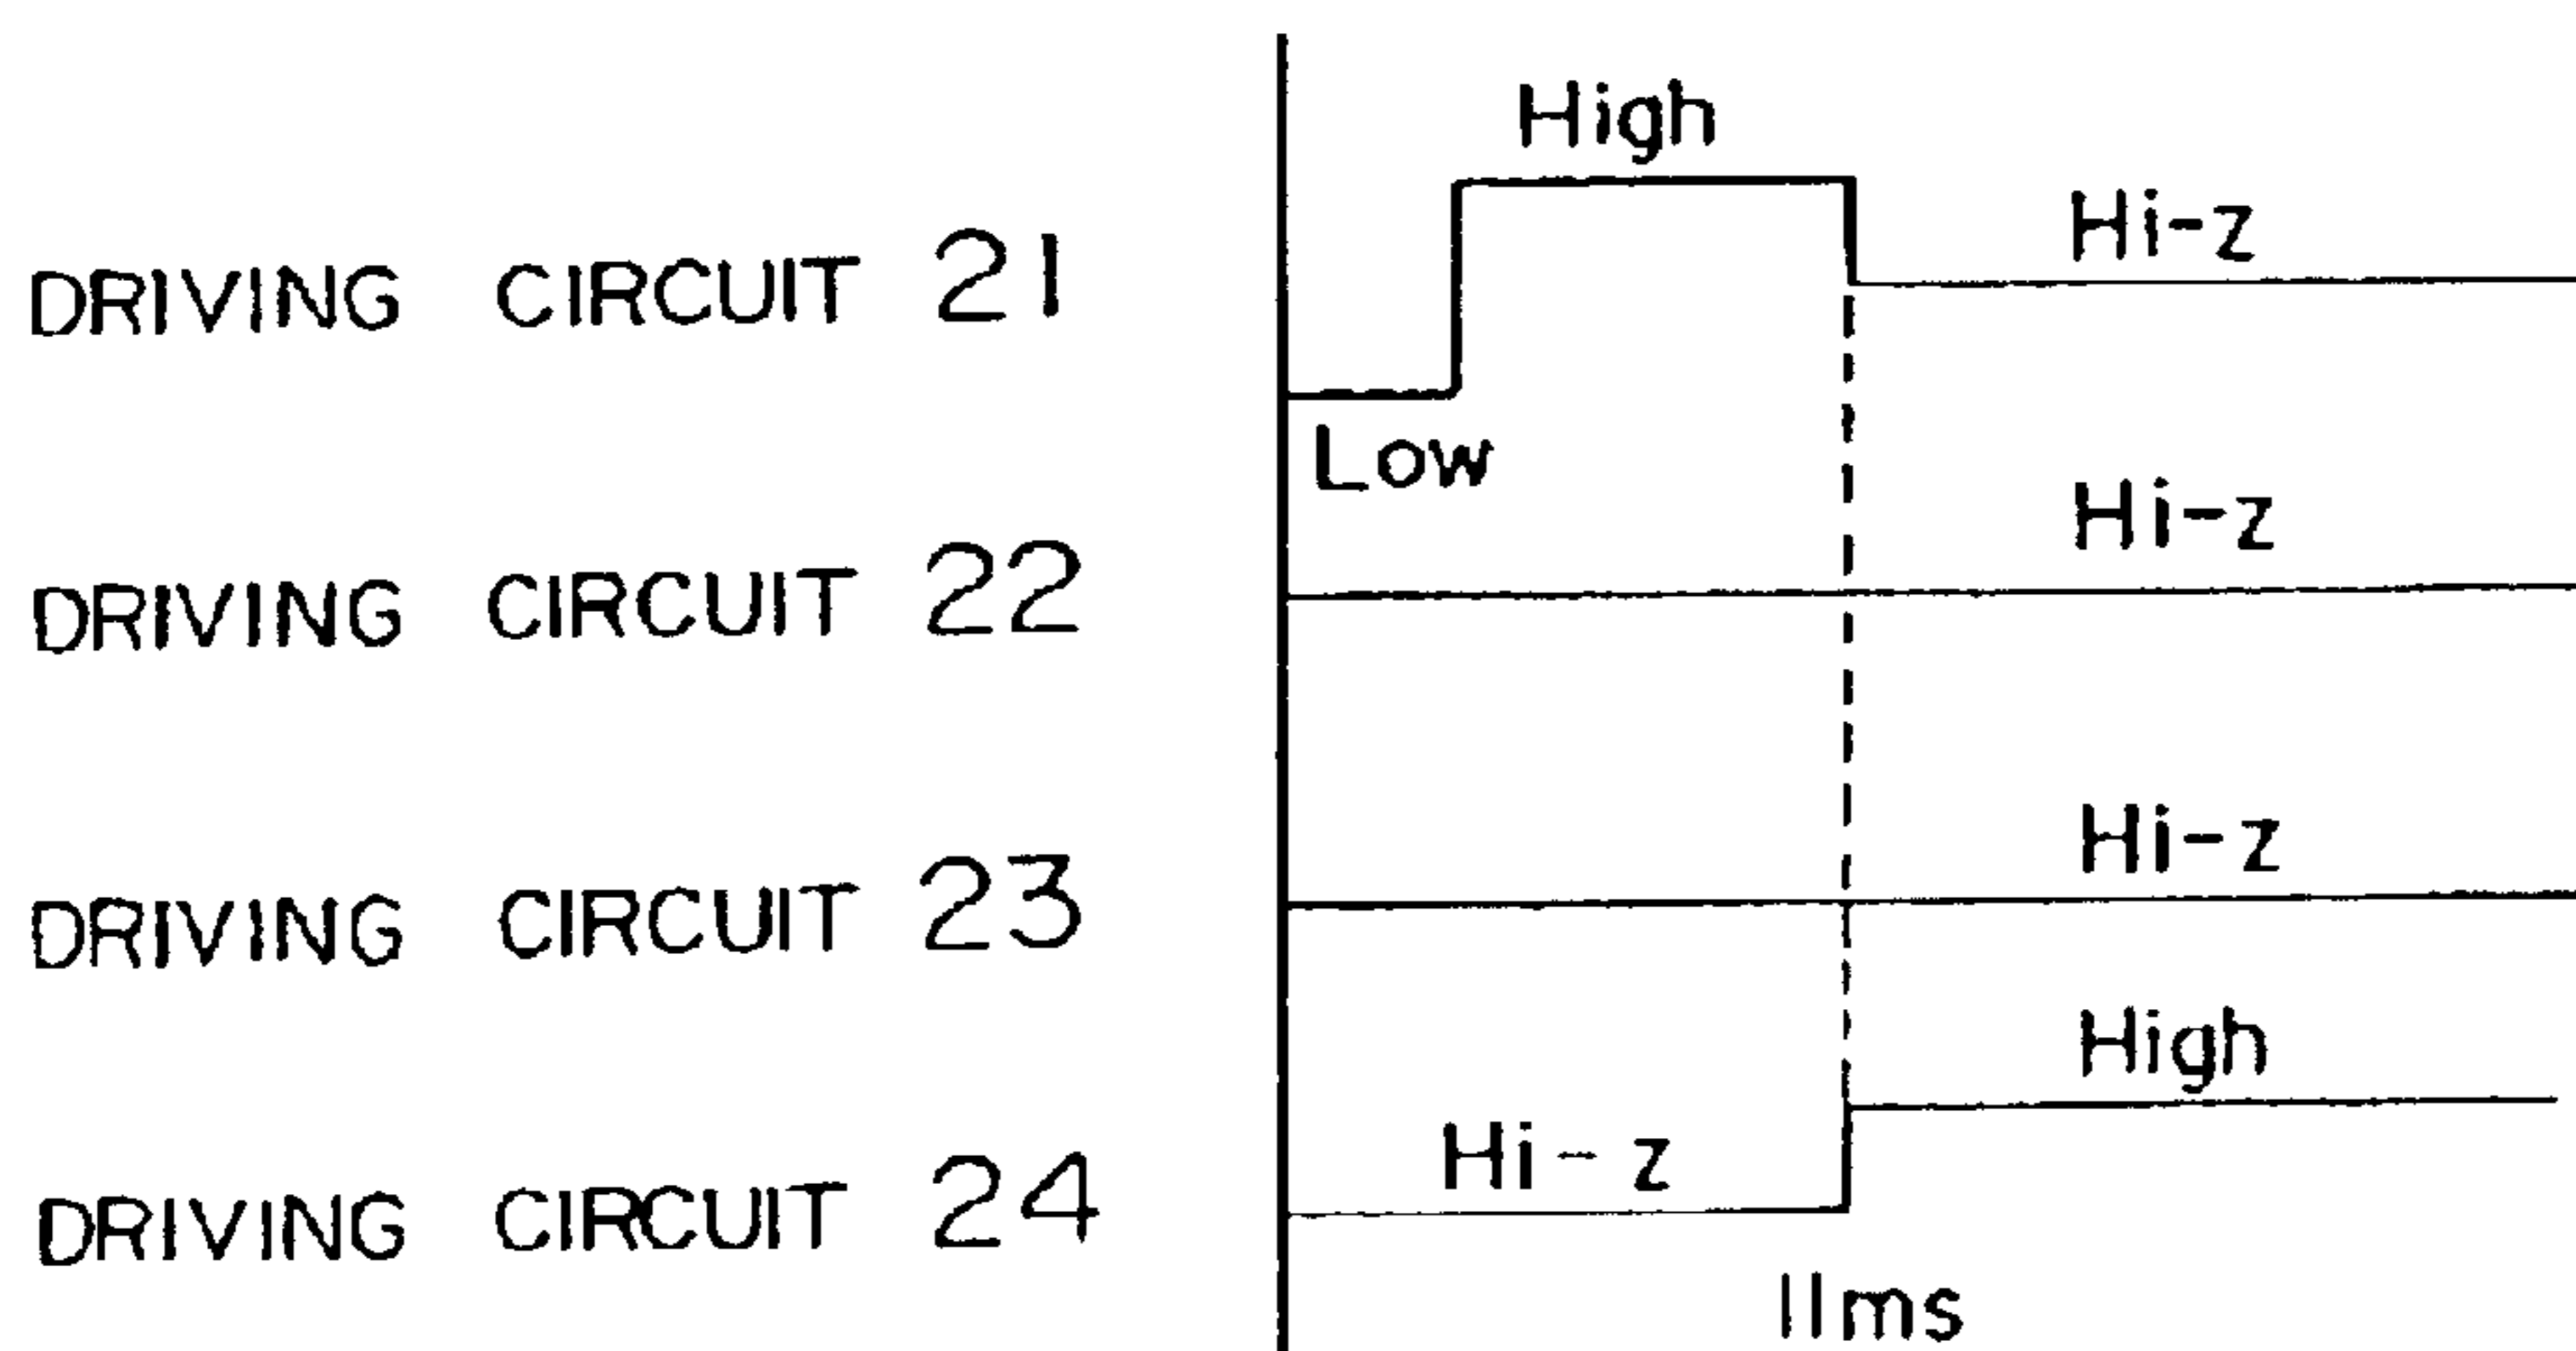 High
DRIVING CIRCUIT 21
Hi-z
Low
DRIVING CIRCUIT 22
Hi-z
DRIVING CIRCUIT 23
Hi-z
High
DRIVING CIRCUIT 24
Hi-z
11ms